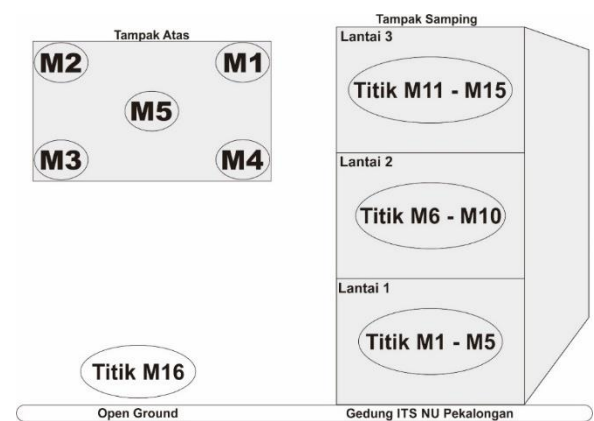 Tampak Atas
M2
M1
M5
M3
M4
Tampak Samping
Lantai 3
Titik M11 - M15
Lantai 2
Titik M6 - M10
Lantai 1
Titik M1 - M5
Titik M16
Open Ground
Gedung ITS NU Pekalongan